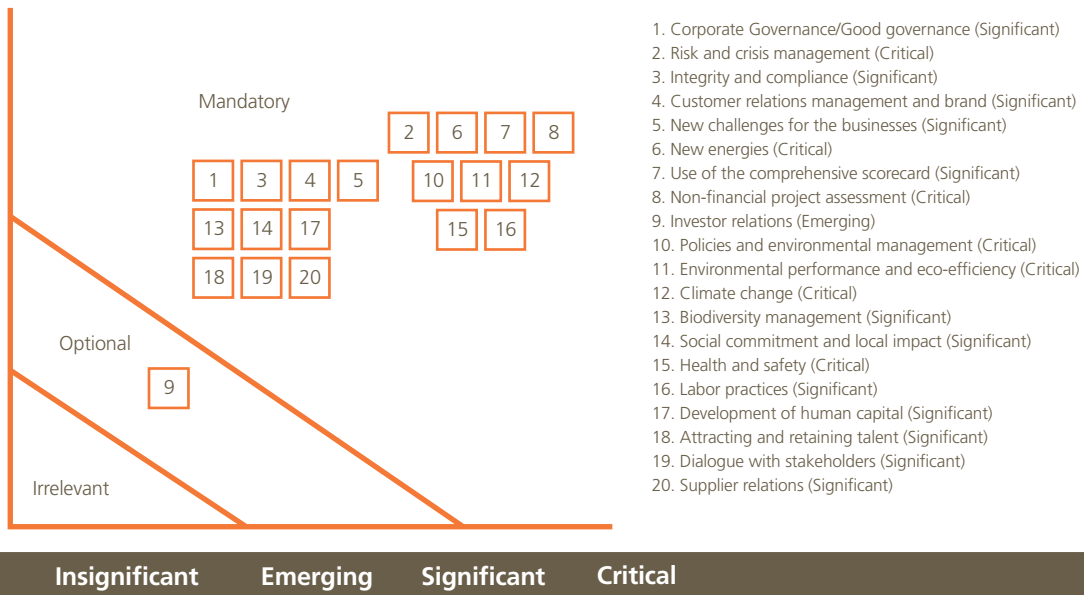 Mandatory
2 6 7 8
1 3 4 5 10 11 12
13 14 17 15 16
18 19 20
Optional
9
Irrelevant
1. Corporate Governance/Good governance (Significant)
2. Risk and crisis management (Critical)
3. Integrity and compliance (Significant)
4. Customer relations management and brand (Significant)
5. New challenges for the businesses (Significant)
6. New energies (Critical)
7. Use of the comprehensive scorecard (Significant)
8. Non-financial project assessment (Critical)
9. Investor relations (Emerging)
10. Policies and environmental management (Critical)
11. Environmental performance and eco-efficiency (Critical)
12. Climate change (Critical)
13. Biodiversity management (Significant)
14. Social commitment and local impact (Significant)
15. Health and safety (Critical)
16. Labor practices (Significant)
17. Development of human capital (Significant)
18. Attracting and retaining talent (Significant)
19. Dialogue with stakeholders (Significant)
20. Supplier relations (Significant)
Insignificant Emerging Significant Critical